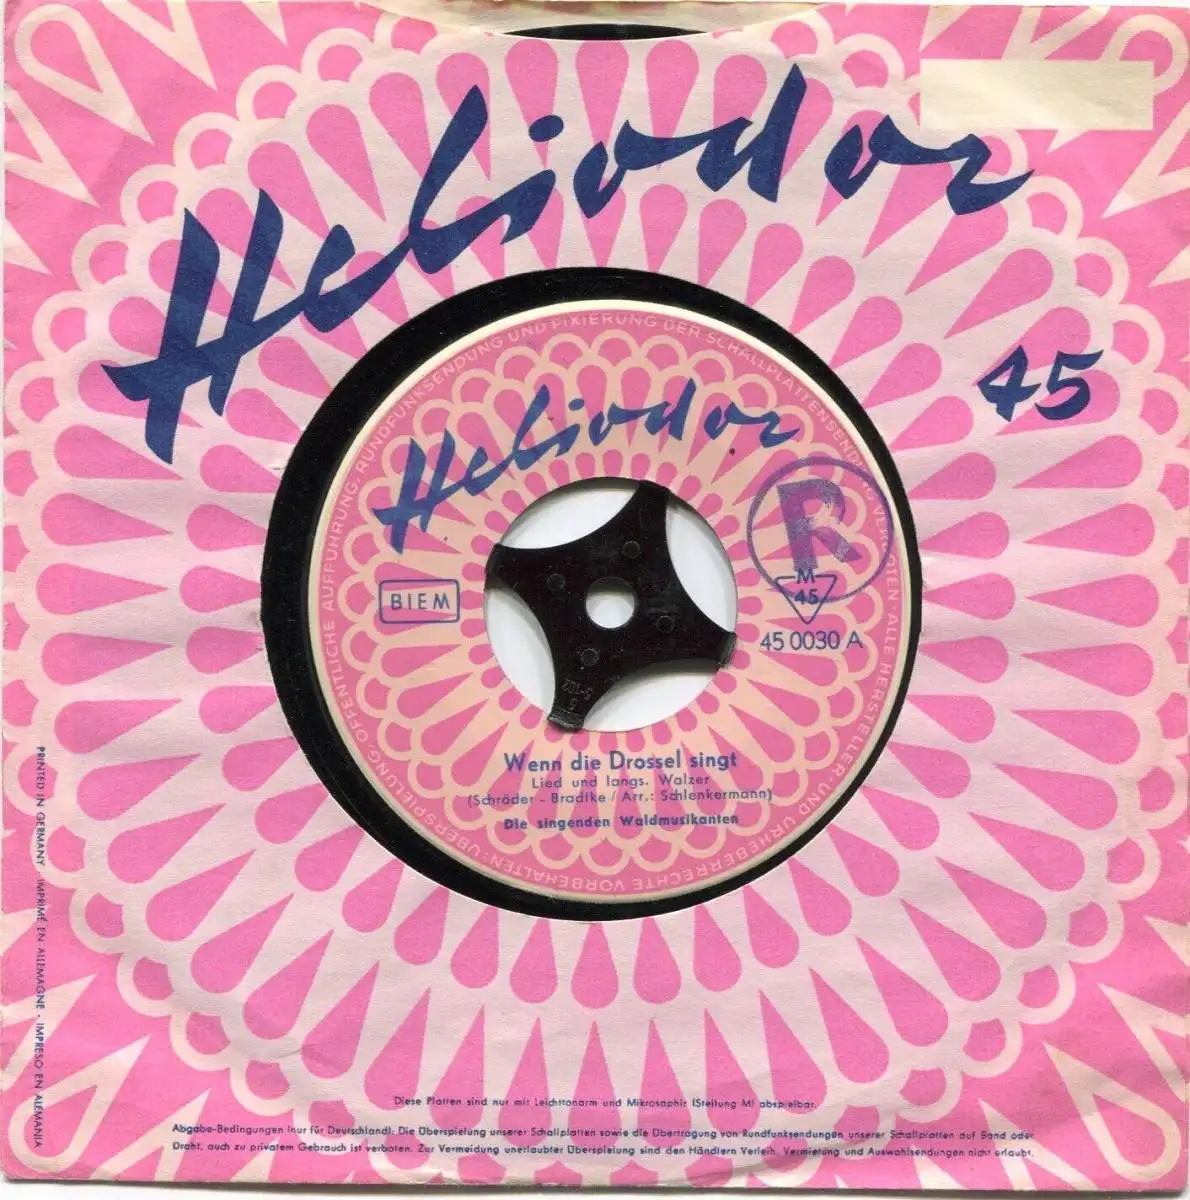 Heliodor
45
ÖFFENTLICHE AUFFÜHRUNG, RUNDFUNKSENDUNG UND FIXIERUNG DER SCHALLPLATTENSENDUNG VERBOTEN · ALLE HERSTELLER- UND URHEBERRECHTE VORBEHALTEN: ÜBERSPIELUNG,
Heliodor
R
M
45
BIEM
45 0030 A
5-102
Wenn die Drossel singt
Lied und langs. Walzer
(Schröder - Bradtke / Arr.: Schlenkermann)
Die singenden Waldmusikanten
PRINTED IN GERMANY · IMPRIMÉ EN ALLEMAGNE · IMPRESO EN ALEMANIA
Diese Platten sind nur mit Leichttonarm und Mikrosaphir (Stellung M) abspielbar.
Abgabe-Bedingungen (nur für Deutschland): Die Überspielung unserer Schallplatten sowie die Übertragung von Rundfunksendungen unserer Schallplatten auf Band oder
Draht, auch zu privatem Gebrauch ist verboten. Zur Vermeidung unerlaubter Überspielung sind den Händlern Verleih, Vermietung und Auswahlsendungen nicht erlaubt.